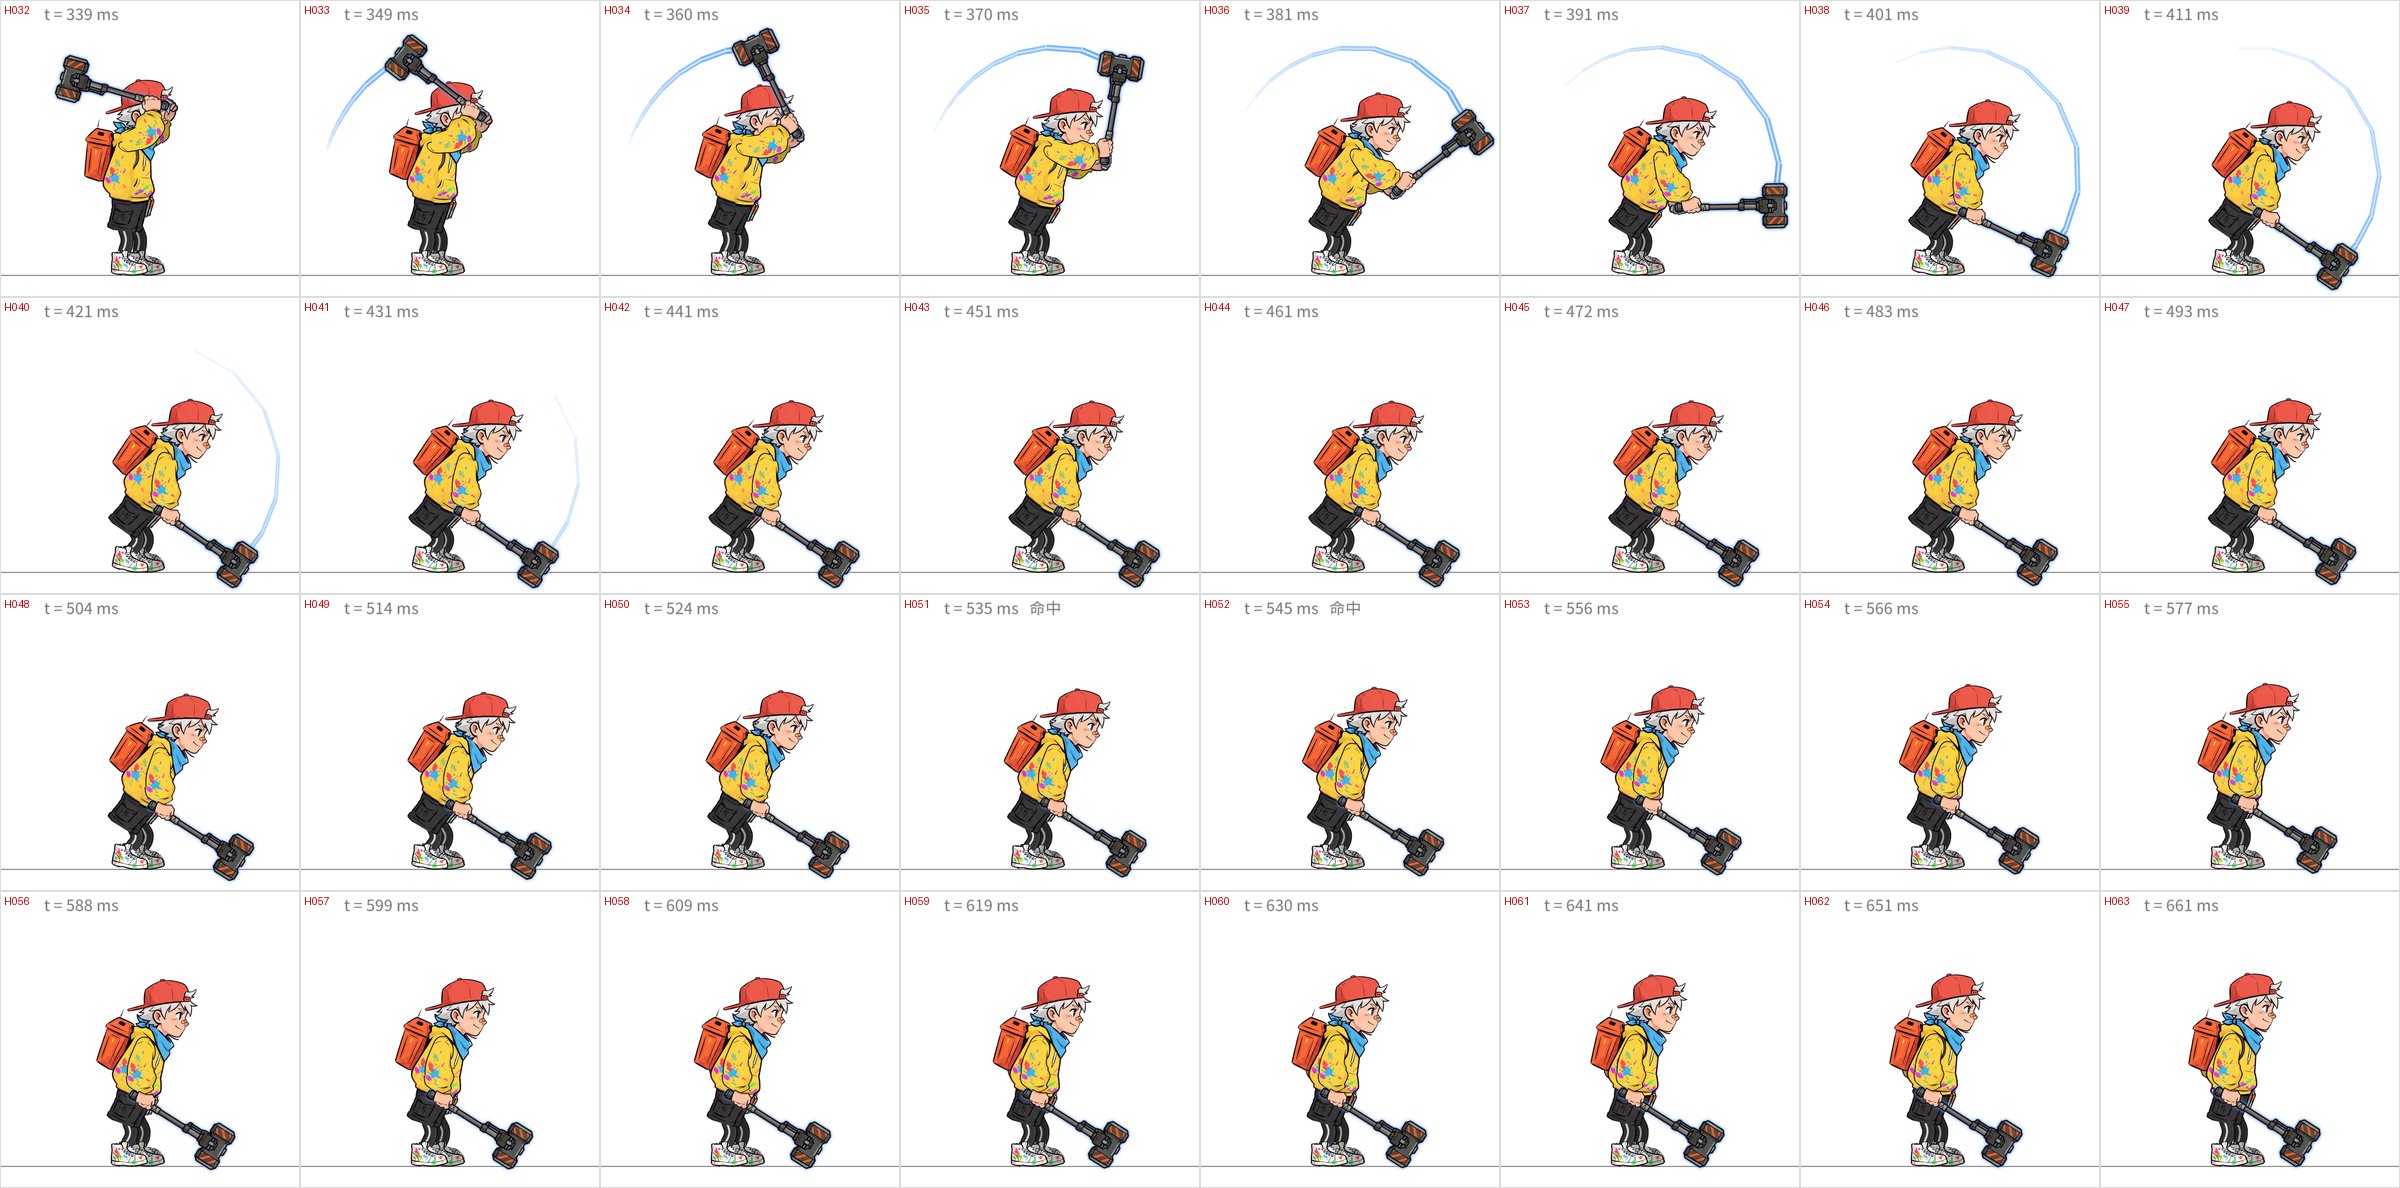 H032 t = 339 ms
H033 t = 349 ms
H034 t = 360 ms
H035 t = 370 ms
H036 t = 381 ms
H037 t = 391 ms
H038 t = 401 ms
H039 t = 411 ms
H040 t = 421 ms
H041 t = 431 ms
H042 t = 441 ms
H043 t = 451 ms
H044 t = 461 ms
H045 t = 472 ms
H046 t = 483 ms
H047 t = 493 ms
H048 t = 504 ms
H049 t = 514 ms
H050 t = 524 ms
H051 t = 535 ms 命中
H052 t = 545 ms 命中
H053 t = 556 ms
H054 t = 566 ms
H055 t = 577 ms
H056 t = 588 ms
H057 t = 599 ms
H058 t = 609 ms
H059 t = 619 ms
H060 t = 630 ms
H061 t = 641 ms
H062 t = 651 ms
H063 t = 661 ms